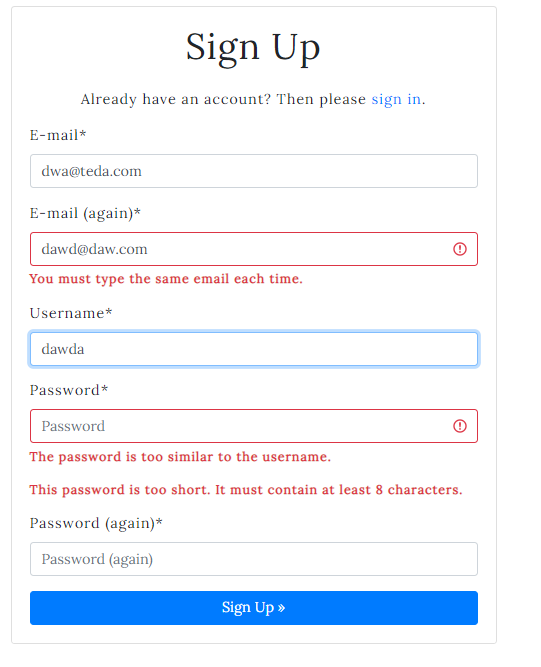 Sign Up
Already have an account? Then please sign in.
E-mail*
dwa@teda.com
E-mail (again)*
dawd@daw.com
You must type the same email each time.
Username*
dawda
Password*
Password
The password is too similar to the username.
This password is too short. It must contain at least 8 characters.
Password (again)*
Password (again)
Sign Up »